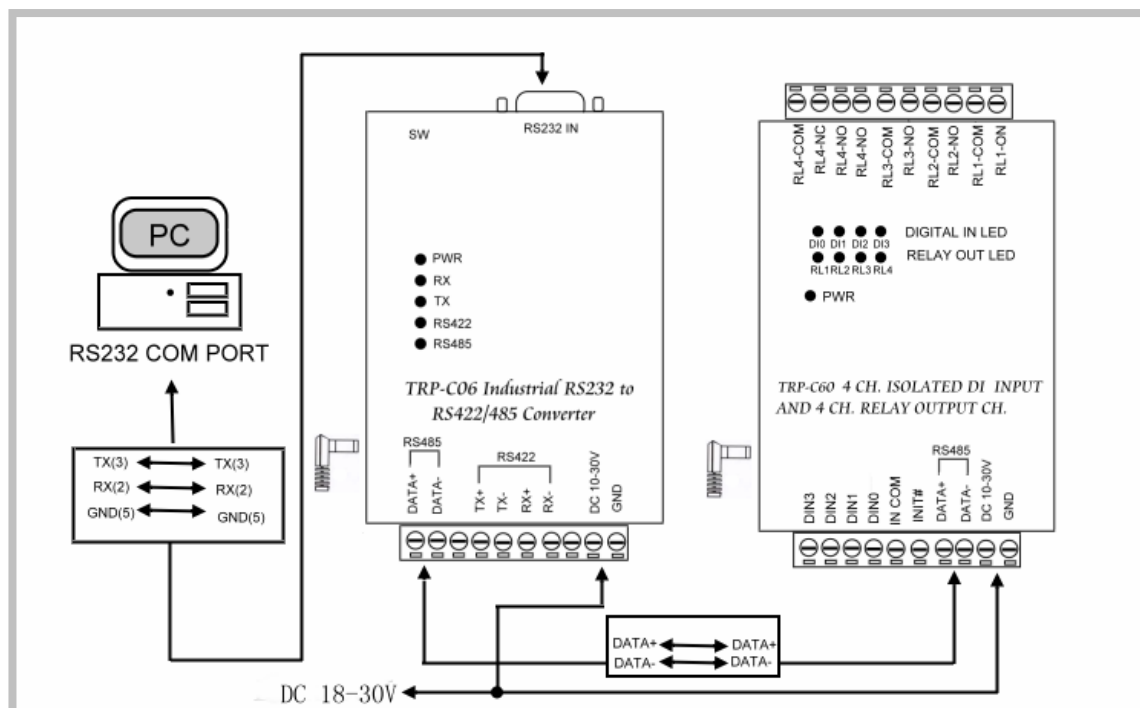 SW
RS232 IN
PWR
RX
TX
RS422
RS485
TRP-C06 Industrial RS232 to
RS422/485 Converter
RS485
RS422
DATA+
DATA-
TX+
TX-
RX+
RX-
DC 10-30V
GND
PC
RS232 COM PORT
TX(3) TX(3)
RX(2) RX(2)
GND(5) GND(5)
RL4-COM
RL4-NC
RL4-NO
RL4-NO
RL3-COM
RL3-NO
RL2-COM
RL2-NO
RL1-COM
RL1-ON
DIGITAL IN LED
DI0 DI1 DI2 DI3
RELAY OUT LED
RL1 RL2 RL3 RL4
PWR
TRP-C60 4 CH. ISOLATED DI INPUT
AND 4 CH. RELAY OUTPUT CH.
RS485
DIN3
DIN2
DIN1
DIN0
IN COM
INIT#
DATA+
DATA-
DC 10-30V
GND
DATA+ DATA+
DATA- DATA-
DC 18-30V